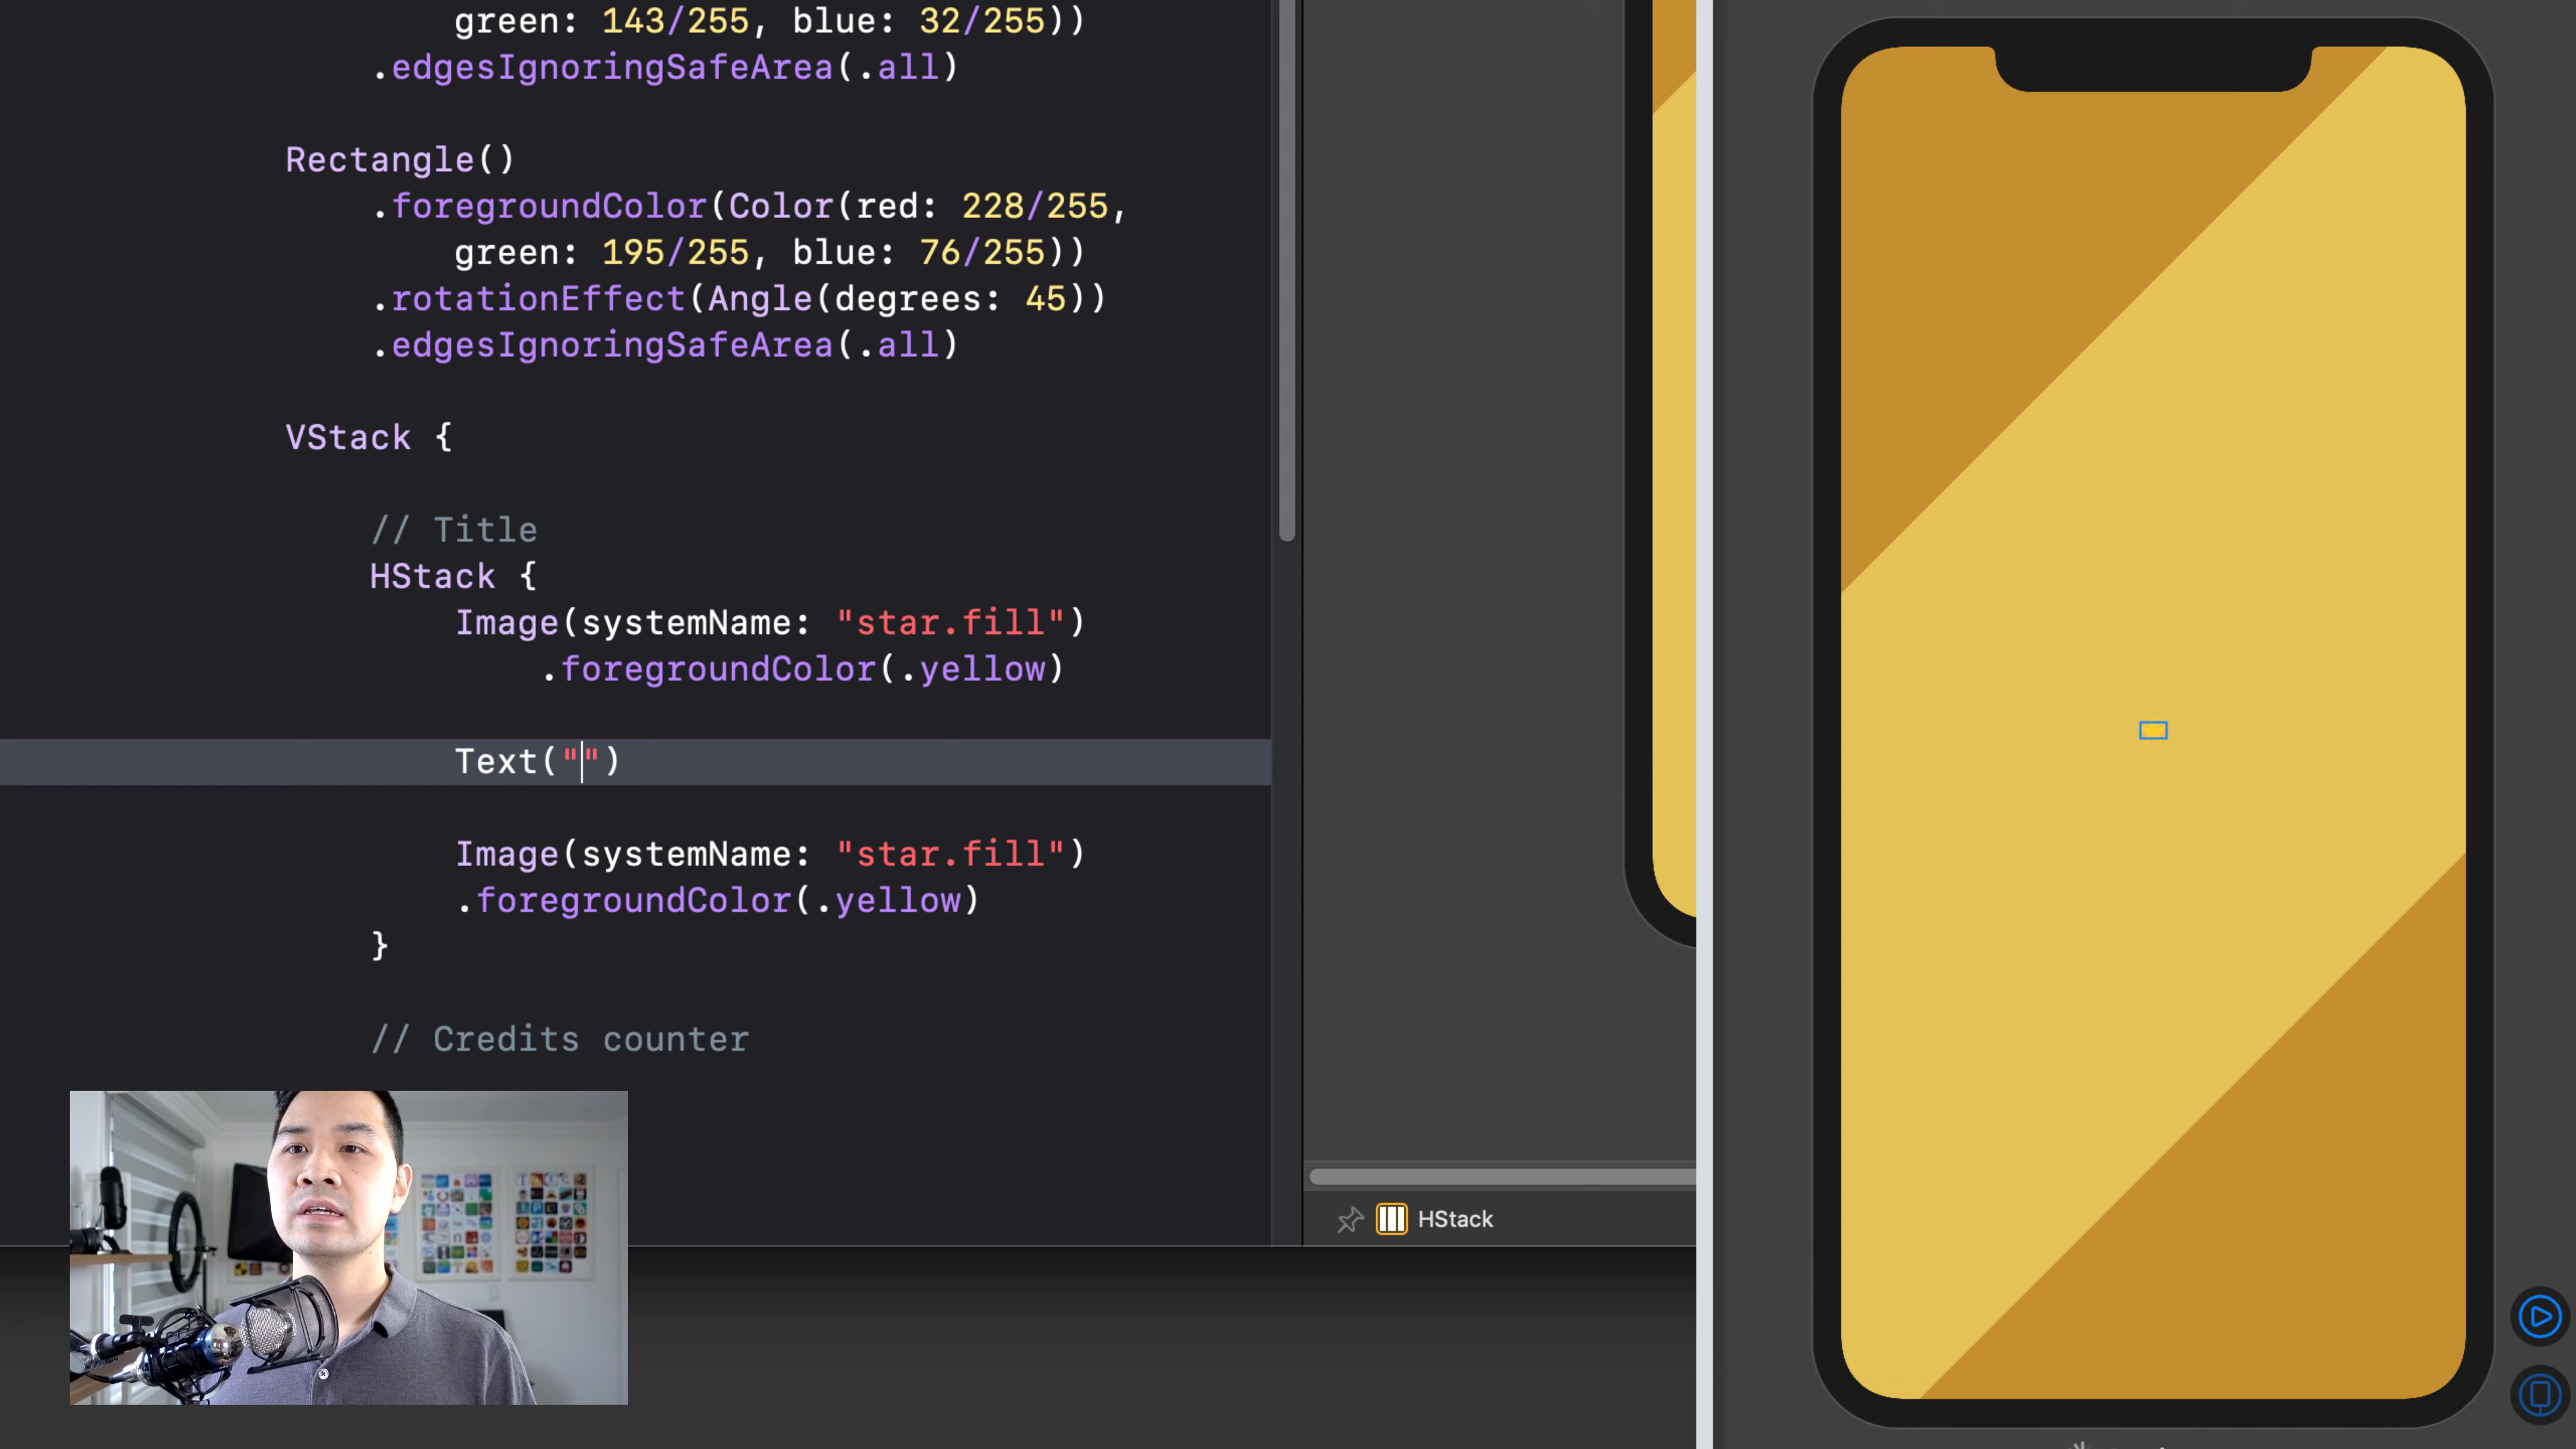 green: 143/255, blue: 32/255))
.edgesIgnoringSafeArea(.all)
Rectangle()
.foregroundColor(Color(red: 228/255,
green: 195/255, blue: 76/255))
.rotationEffect(Angle(degrees: 45))
.edgesIgnoringSafeArea(.all)
VStack {
// Title
HStack {
Image(systemName: "star.fill")
.foregroundColor(.yellow)
Text("")
Image(systemName: "star.fill")
.foregroundColor(.yellow)
}
// Credits counter
HStack